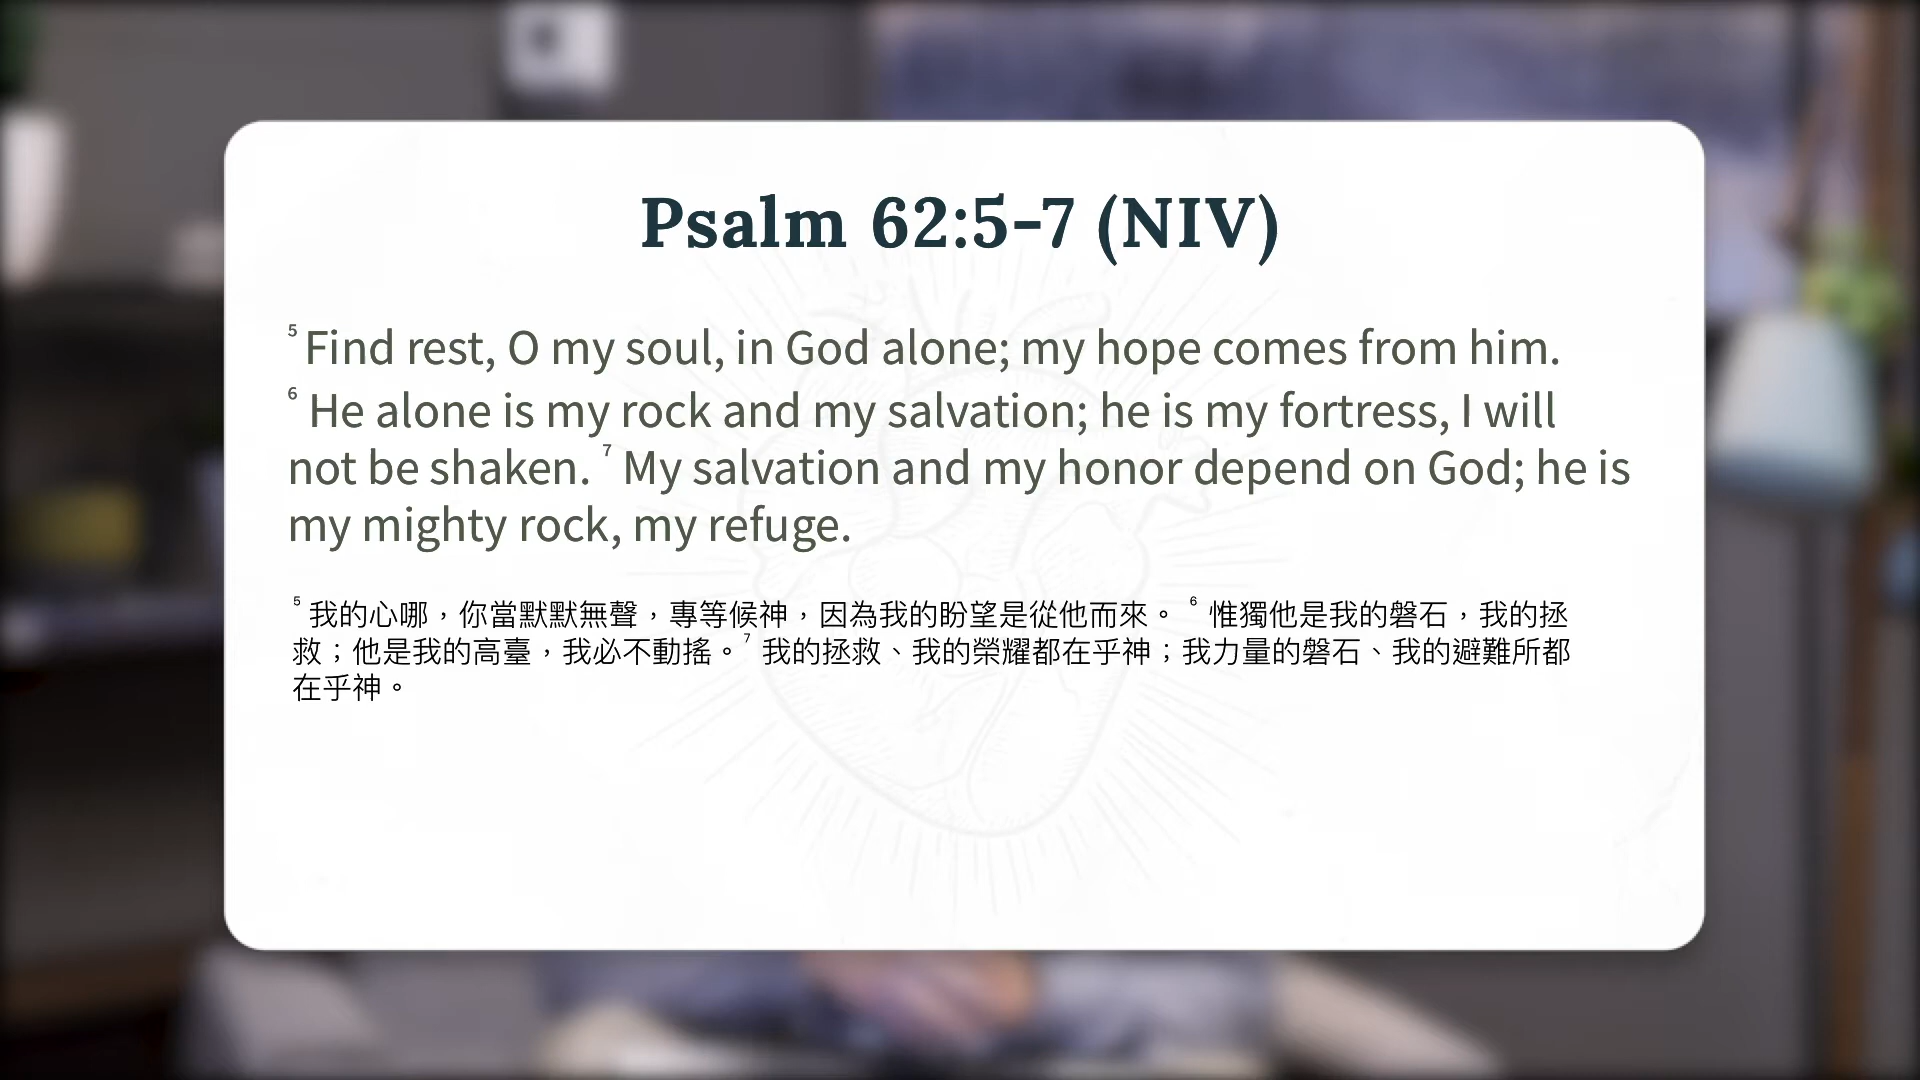 Psalm 62:5-7 (NIV)
5 Find rest, O my soul, in God alone; my hope comes from him.
6 He alone is my rock and my salvation; he is my fortress, I will
not be shaken. 7 My salvation and my honor depend on God; he is
my mighty rock, my refuge.
5 我的心哪，你當默默無聲，專等候神，因為我的盼望是從他而來。 6 惟獨他是我的磐石，我的拯
救；他是我的高臺，我必不動搖。7 我的拯救、我的榮耀都在乎神；我力量的磐石、我的避難所都
在乎神。